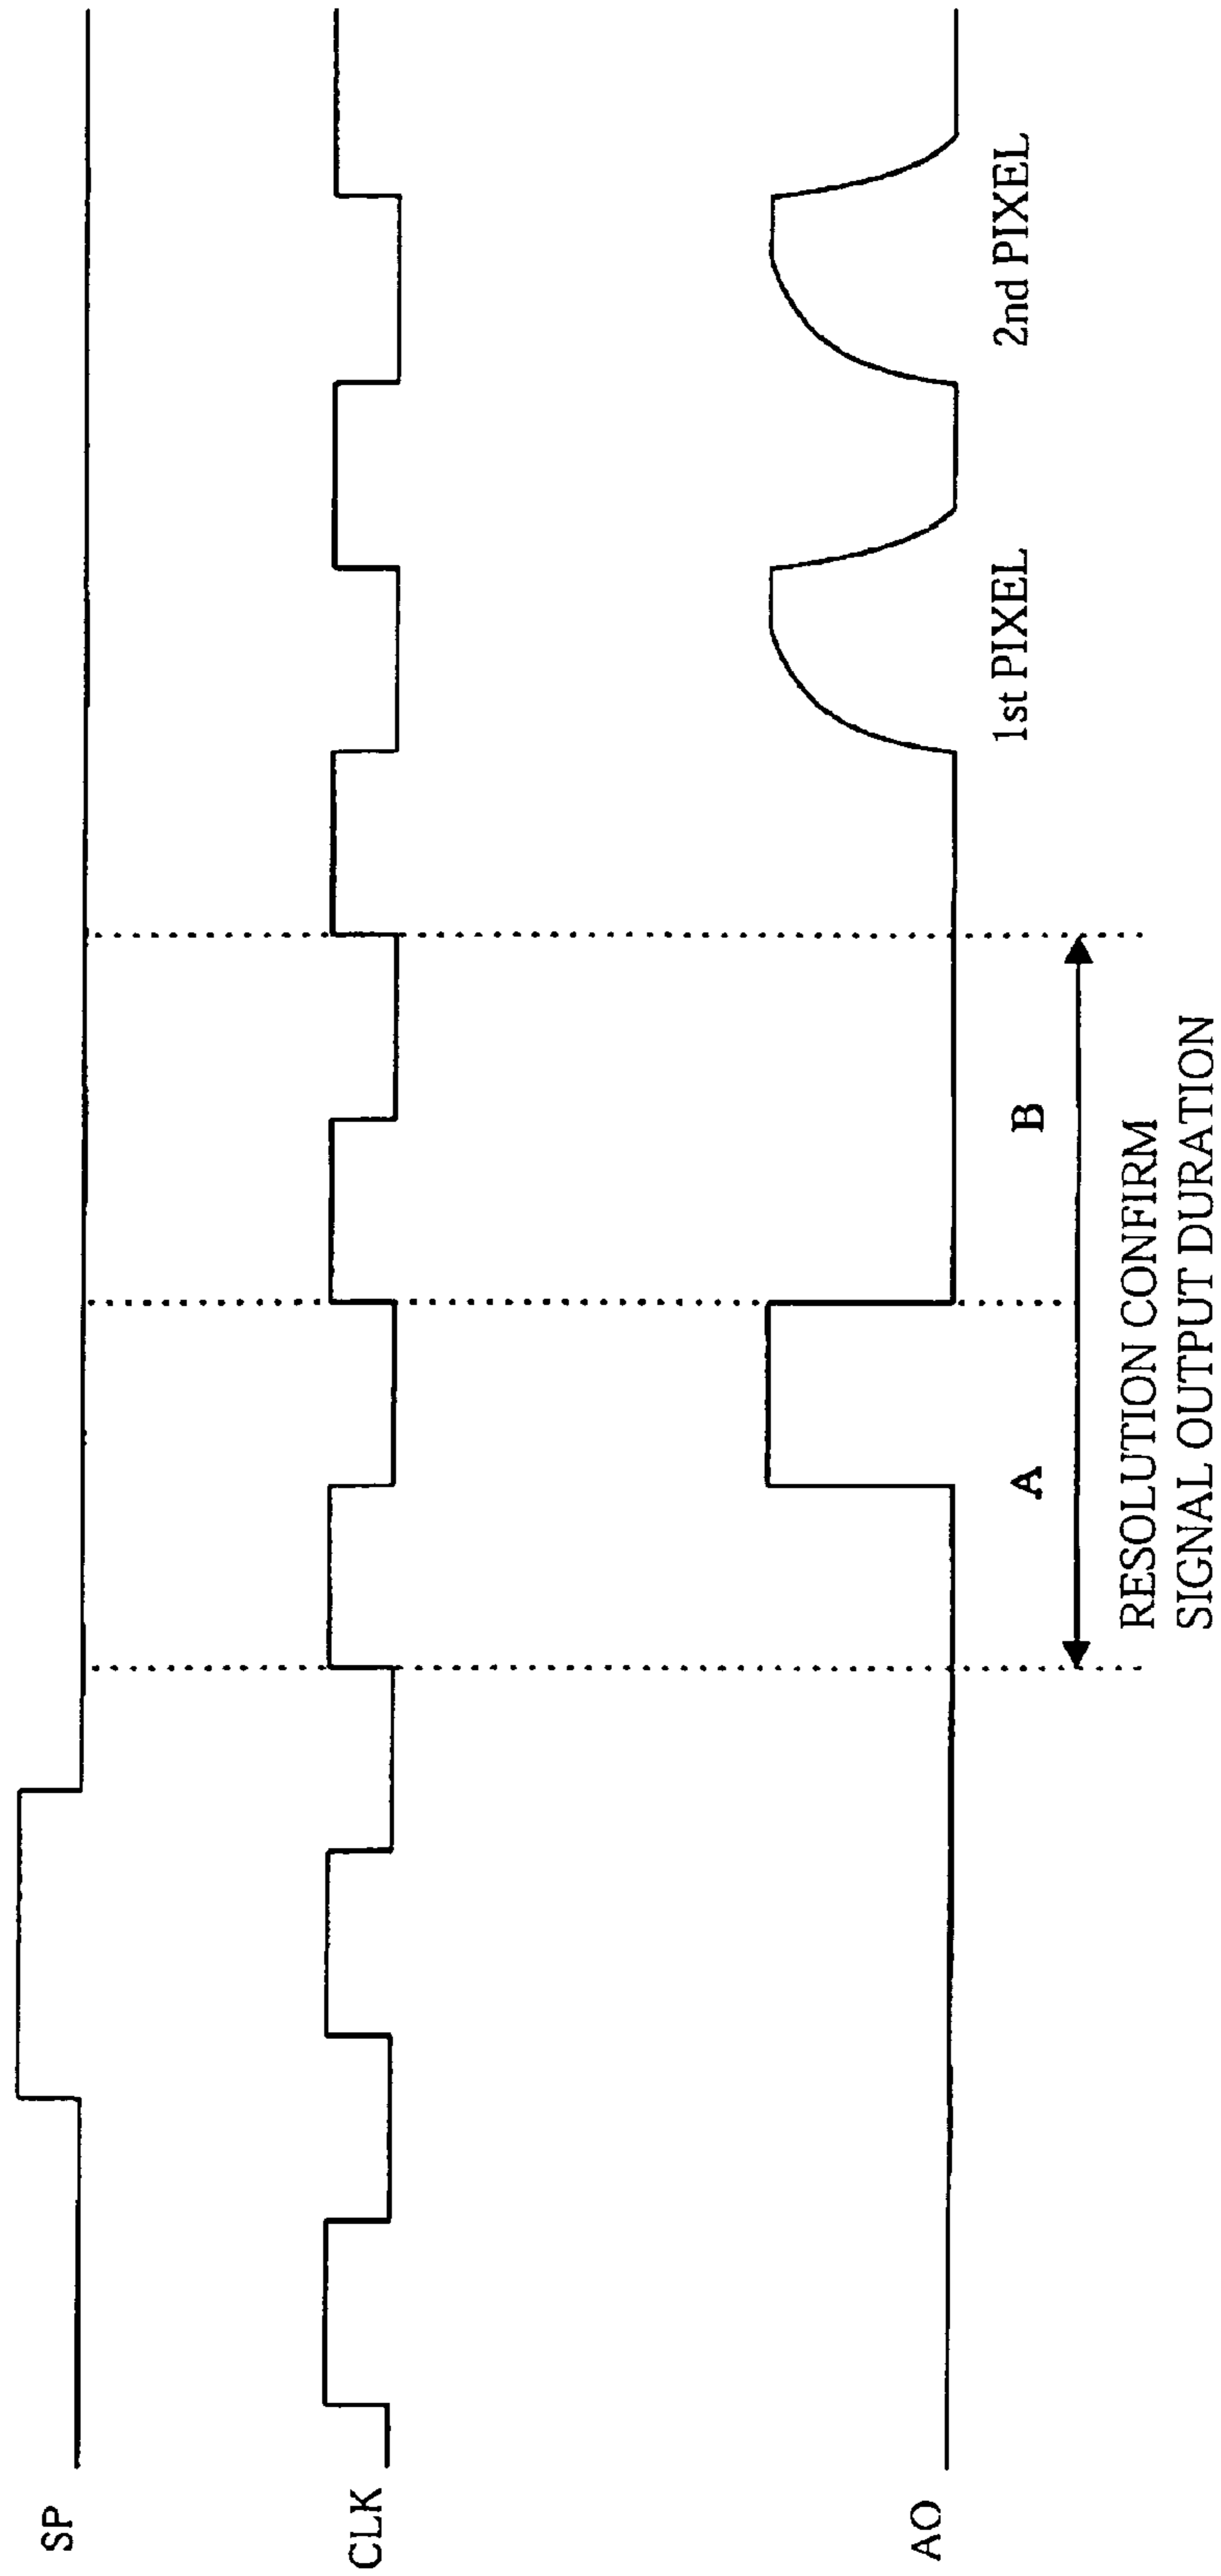 SP
CLK
AO
A
B
1st PIXEL
2nd PIXEL
RESOLUTION CONFIRM
SIGNAL OUTPUT DURATION